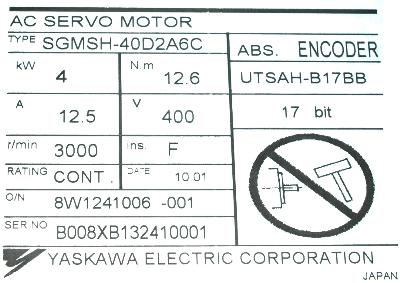 AC SERVO MOTOR
TYPE SGMSH-40D2A6C
ABS. ENCODER
kW 4 N.m 12.6
UTSAH-B17BB
A 12.5 V 400
17 bit
r/min 3000 ins. F
RATING CONT. DATE 10.01
O/N 8W1241006 -001
SER NO B008XB132410001
YASKAWA ELECTRIC CORPORATION
JAPAN